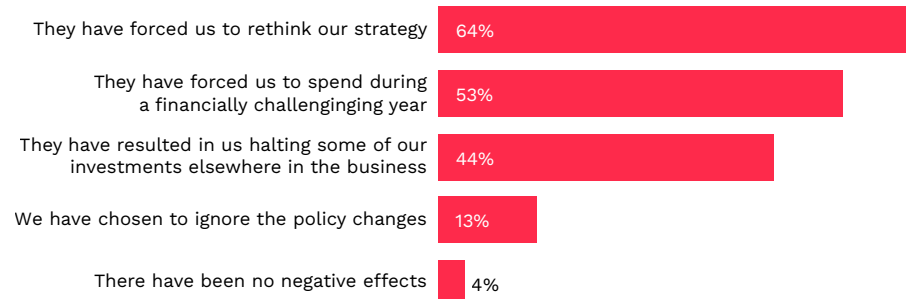 They have forced us to rethink our strategy
64%
They have forced us to spend during
a financially challenginging year
53%
They have resulted in us halting some of our
investments elsewhere in the business
44%
We have chosen to ignore the policy changes
13%
There have been no negative effects
4%